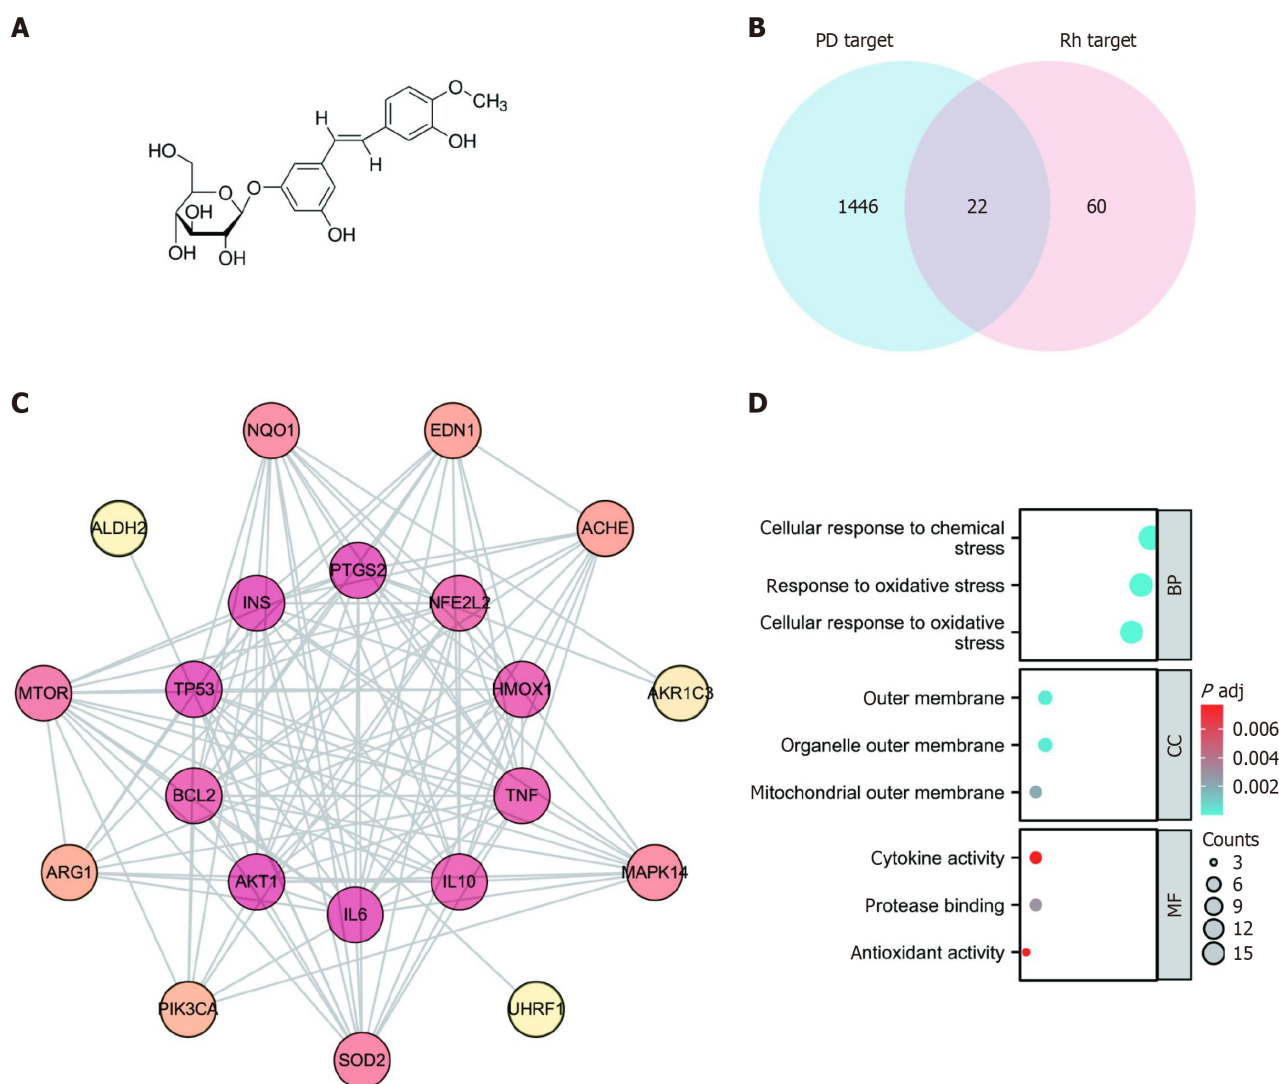 A
O
CH3
H
OH
H
HO
O
O
OH
OH
OH
OH
B
PD target
Rh target
1446
22
60
C
NQO1
EDN1
ALDH2
ACHE
PTGS2
INS
NFE2L2
MTOR
TP53
HMOX1
AKR1C3
BCL2
TNF
ARG1
AKT1
IL10
MAPK14
IL6
PIK3CA
UHRF1
SOD2
D
Cellular response to chemical
stress
Response to oxidative stress
Cellular response to oxidative
stress
BP
Outer membrane
Organelle outer membrane
Mitochondrial outer membrane
CC
Cytokine activity
Protease binding
Antioxidant activity
MF
P adj
0.006
0.004
0.002
Counts
3
6
9
12
15